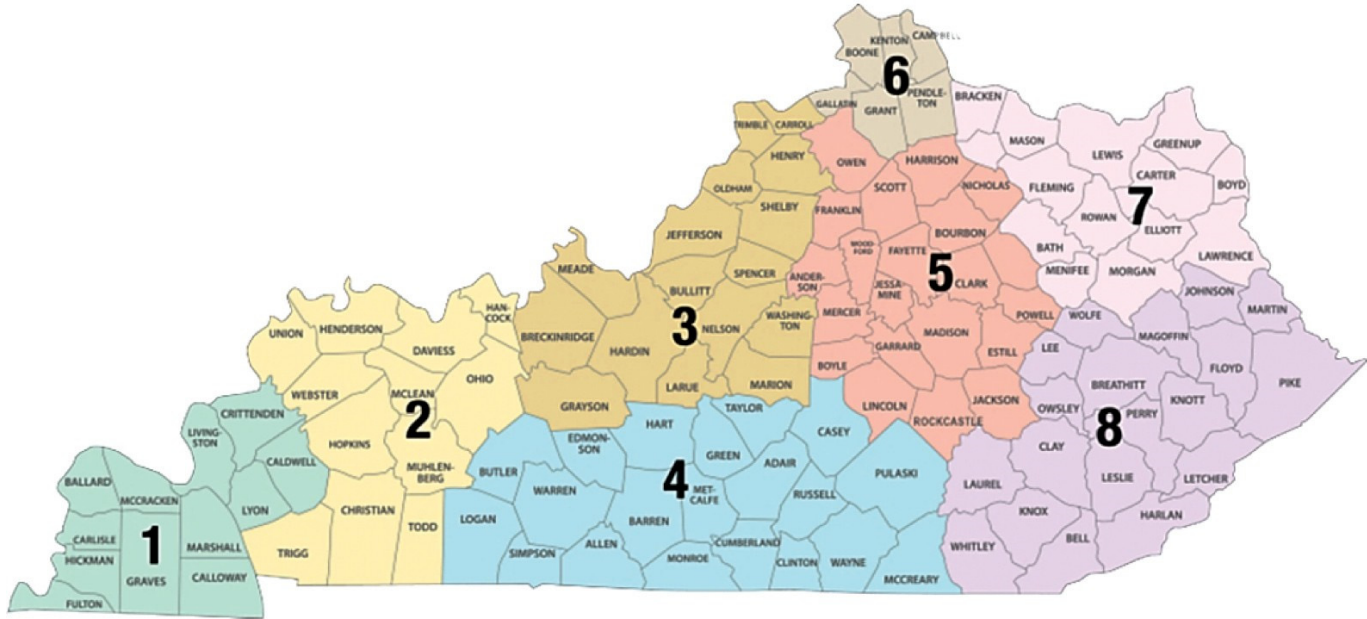 BOONE
KENTON
CAMPBELL
6
GALLATIN
GRANT
PENDLE-
TON
BRACKEN
MASON
LEWIS
GREENUP
FLEMING
CARTER
BOYD
7
ROWAN
ELLIOTT
BATH
MENIFEE
MORGAN
LAWRENCE
TRIMBLE
CARROLL
HENRY
OLDHAM
SHELBY
JEFFERSON
MEADE
SPENCER
BULLITT
3
NELSON
WASHING-
TON
BRECKINRIDGE
HARDIN
LARUE
MARION
GRAYSON
OWEN
HARRISON
SCOTT
NICHOLAS
FRANKLIN
BOURBON
WOOD-
FORD
FAYETTE
5
CLARK
ANDER-
SON
JESSA-
MINE
MERCER
POWELL
MADISON
GARRARD
ESTILL
BOYLE
LINCOLN
JACKSON
ROCKCASTLE
HAN-
COCK
UNION
HENDERSON
DAVIESS
OHIO
WEBSTER
MCLEAN
2
HOPKINS
MUHLEN-
BERG
CHRISTIAN
TODD
TRIGG
CRITTENDEN
LIVING-
STON
CALDWELL
LYON
BALLARD
MCCRACKEN
CARLISLE
1
MARSHALL
HICKMAN
GRAVES
CALLOWAY
FULTON
TAYLOR
HART
CASEY
EDMON-
SON
GREEN
ADAIR
BUTLER
PULASKI
4
WARREN
MET-
CALFE
RUSSELL
LOGAN
BARREN
SIMPSON
ALLEN
MONROE
CUMBERLAND
CLINTON
WAYNE
MCCREARY
JOHNSON
MARTIN
WOLFE
MAGOFFIN
LEE
FLOYD
PIKE
BREATHITT
OWSLEY
PERRY
KNOTT
8
CLAY
LAUREL
LESLIE
LETCHER
KNOX
HARLAN
WHITLEY
BELL